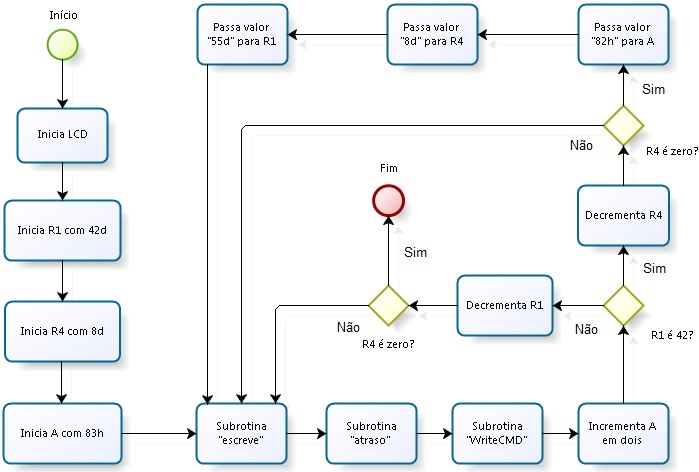 Início
Inicia LCD
Inicia R1 com 42d
Inicia R4 com 8d
Inicia A com 83h
Passa valor
"55d" para R1
Passa valor
"8d" para R4
Passa valor
"82h" para A
Sim
Não
R4 é zero?
Fim
Decrementa R4
Sim
Sim
Decrementa R1
Não
R1 é 42?
Não
R4 é zero?
Subrotina
"escreve"
Subrotina
"atraso"
Subrotina
"WriteCMD"
Incrementa A
em dois